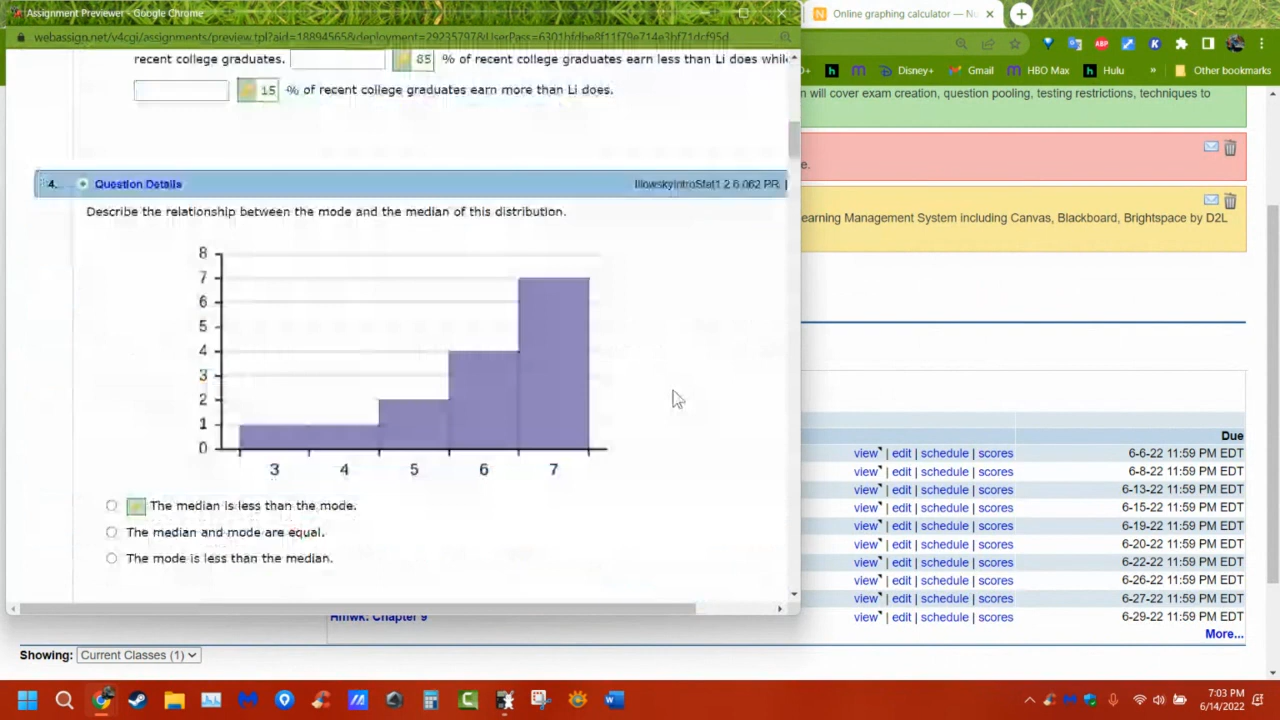 Assignment Previewer - Google Chrome
Online graphing calculator — Nu
recent college graduates. 85 % of recent college graduates earn less than Li does while
15 % of recent college graduates earn more than Li does.
Disney+
Gmail
HBO Max
Hulu
»
Other bookmarks
n will cover exam creation, question pooling, testing restrictions, techniques to
e.
earning Management System including Canvas, Blackboard, Brightspace by D2L
4. Question Details
Describe the relationship between the mode and the median of this distribution.
8
7
6
5
4
3
2
1
0
3 4 5 6 7
The median is less than the mode.
The median and mode are equal.
The mode is less than the median.
Due
view | edit | schedule | scores 6-6-22 11:59 PM EDT
view | edit | schedule | scores 6-8-22 11:59 PM EDT
view | edit | schedule | scores 6-13-22 11:59 PM EDT
view | edit | schedule | scores 6-15-22 11:59 PM EDT
view | edit | schedule | scores 6-19-22 11:59 PM EDT
view | edit | schedule | scores 6-20-22 11:59 PM EDT
view | edit | schedule | scores 6-22-22 11:59 PM EDT
view | edit | schedule | scores 6-26-22 11:59 PM EDT
view | edit | schedule | scores 6-27-22 11:59 PM EDT
Hmwk: Chapter 9 view | edit | schedule | scores 6-29-22 11:59 PM EDT
More...
Showing: Current Classes (1)
7:03 PM
6/14/2022